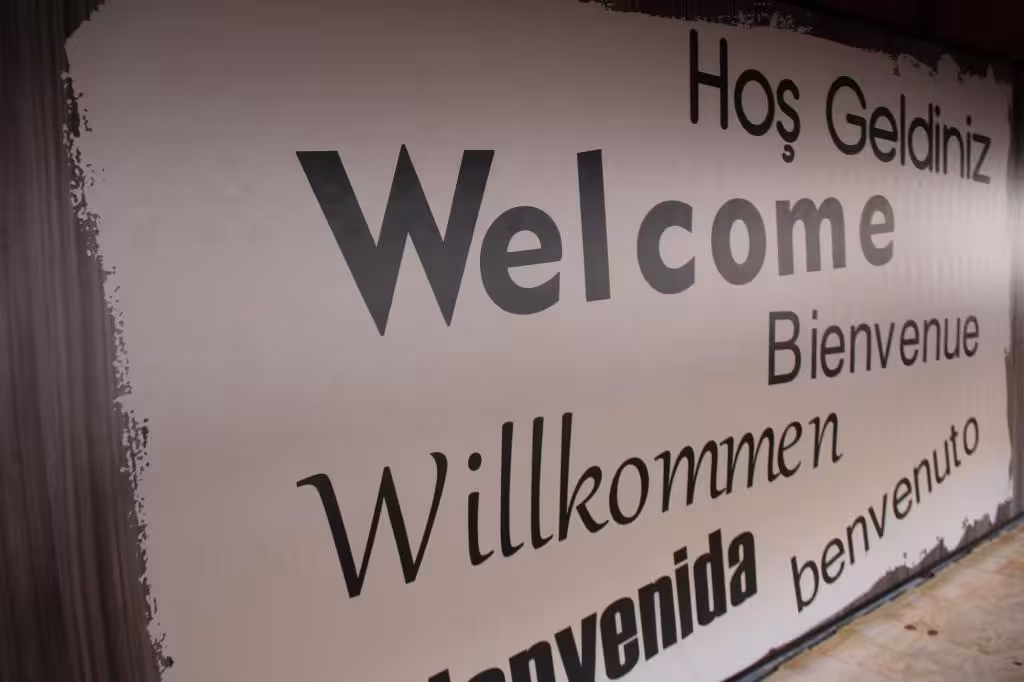 Hoş Geldiniz
Welcome
Bienvenue
Willkommen
benvenuto